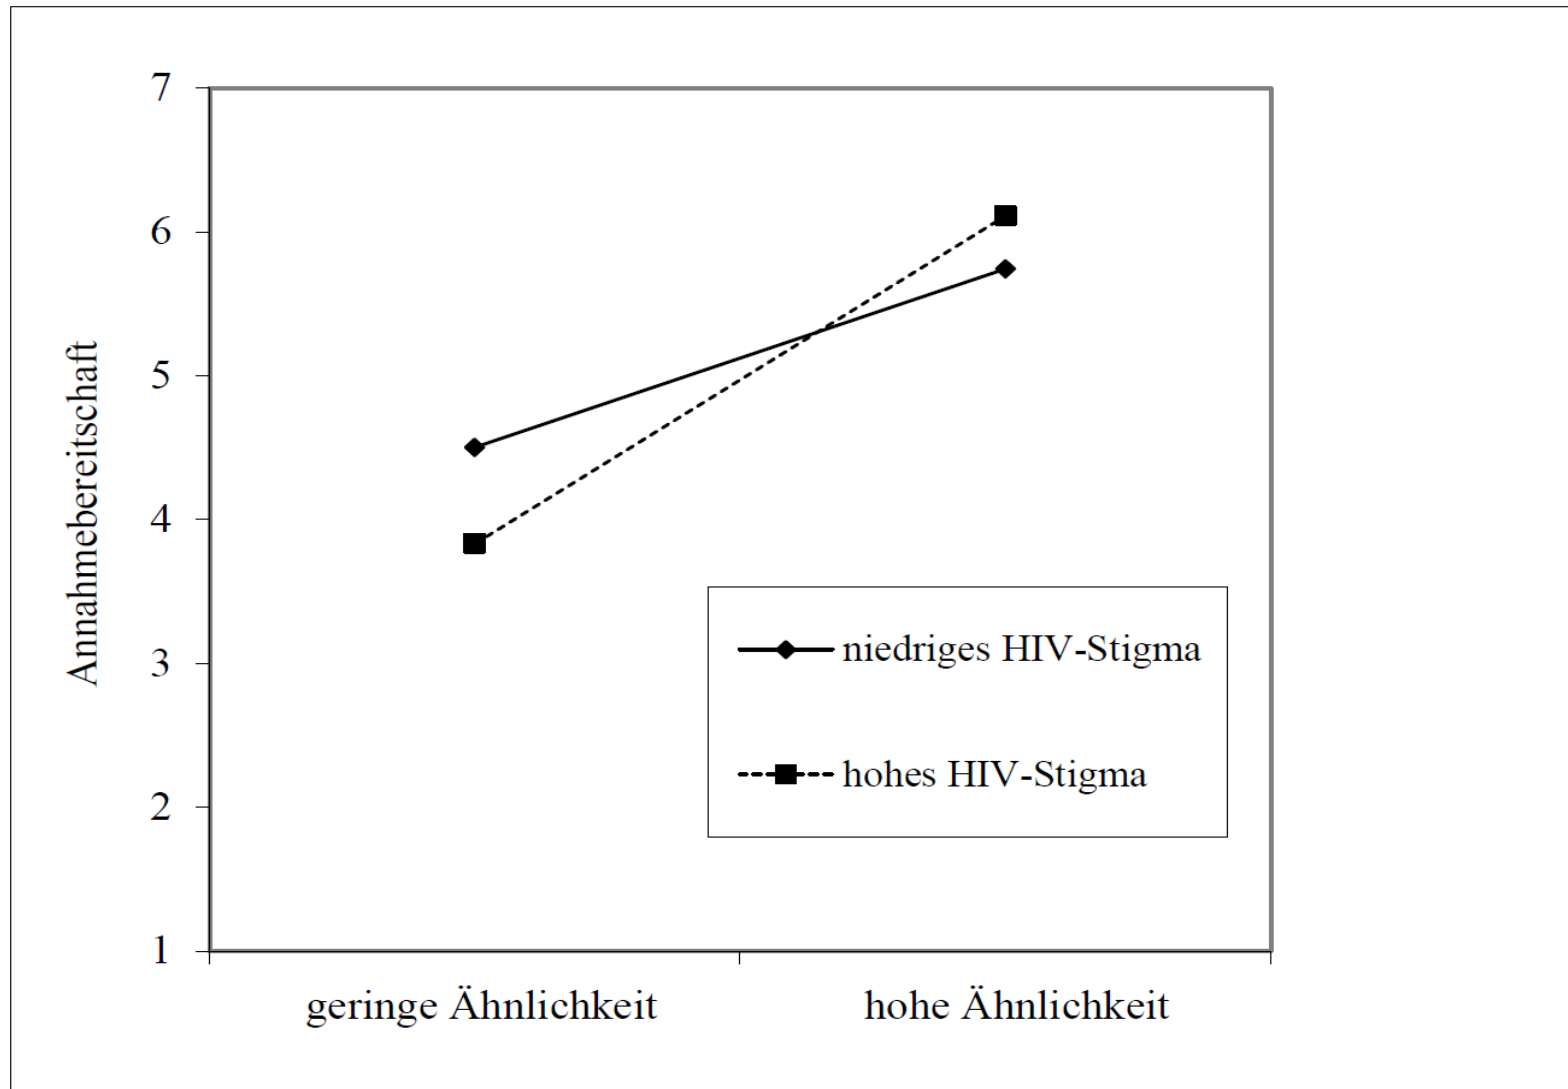 7
6
5
4
3
2
1
Annahmebereitschaft
niedriges HIV-Stigma
hohes HIV-Stigma
geringe Ähnlichkeit
hohe Ähnlichkeit